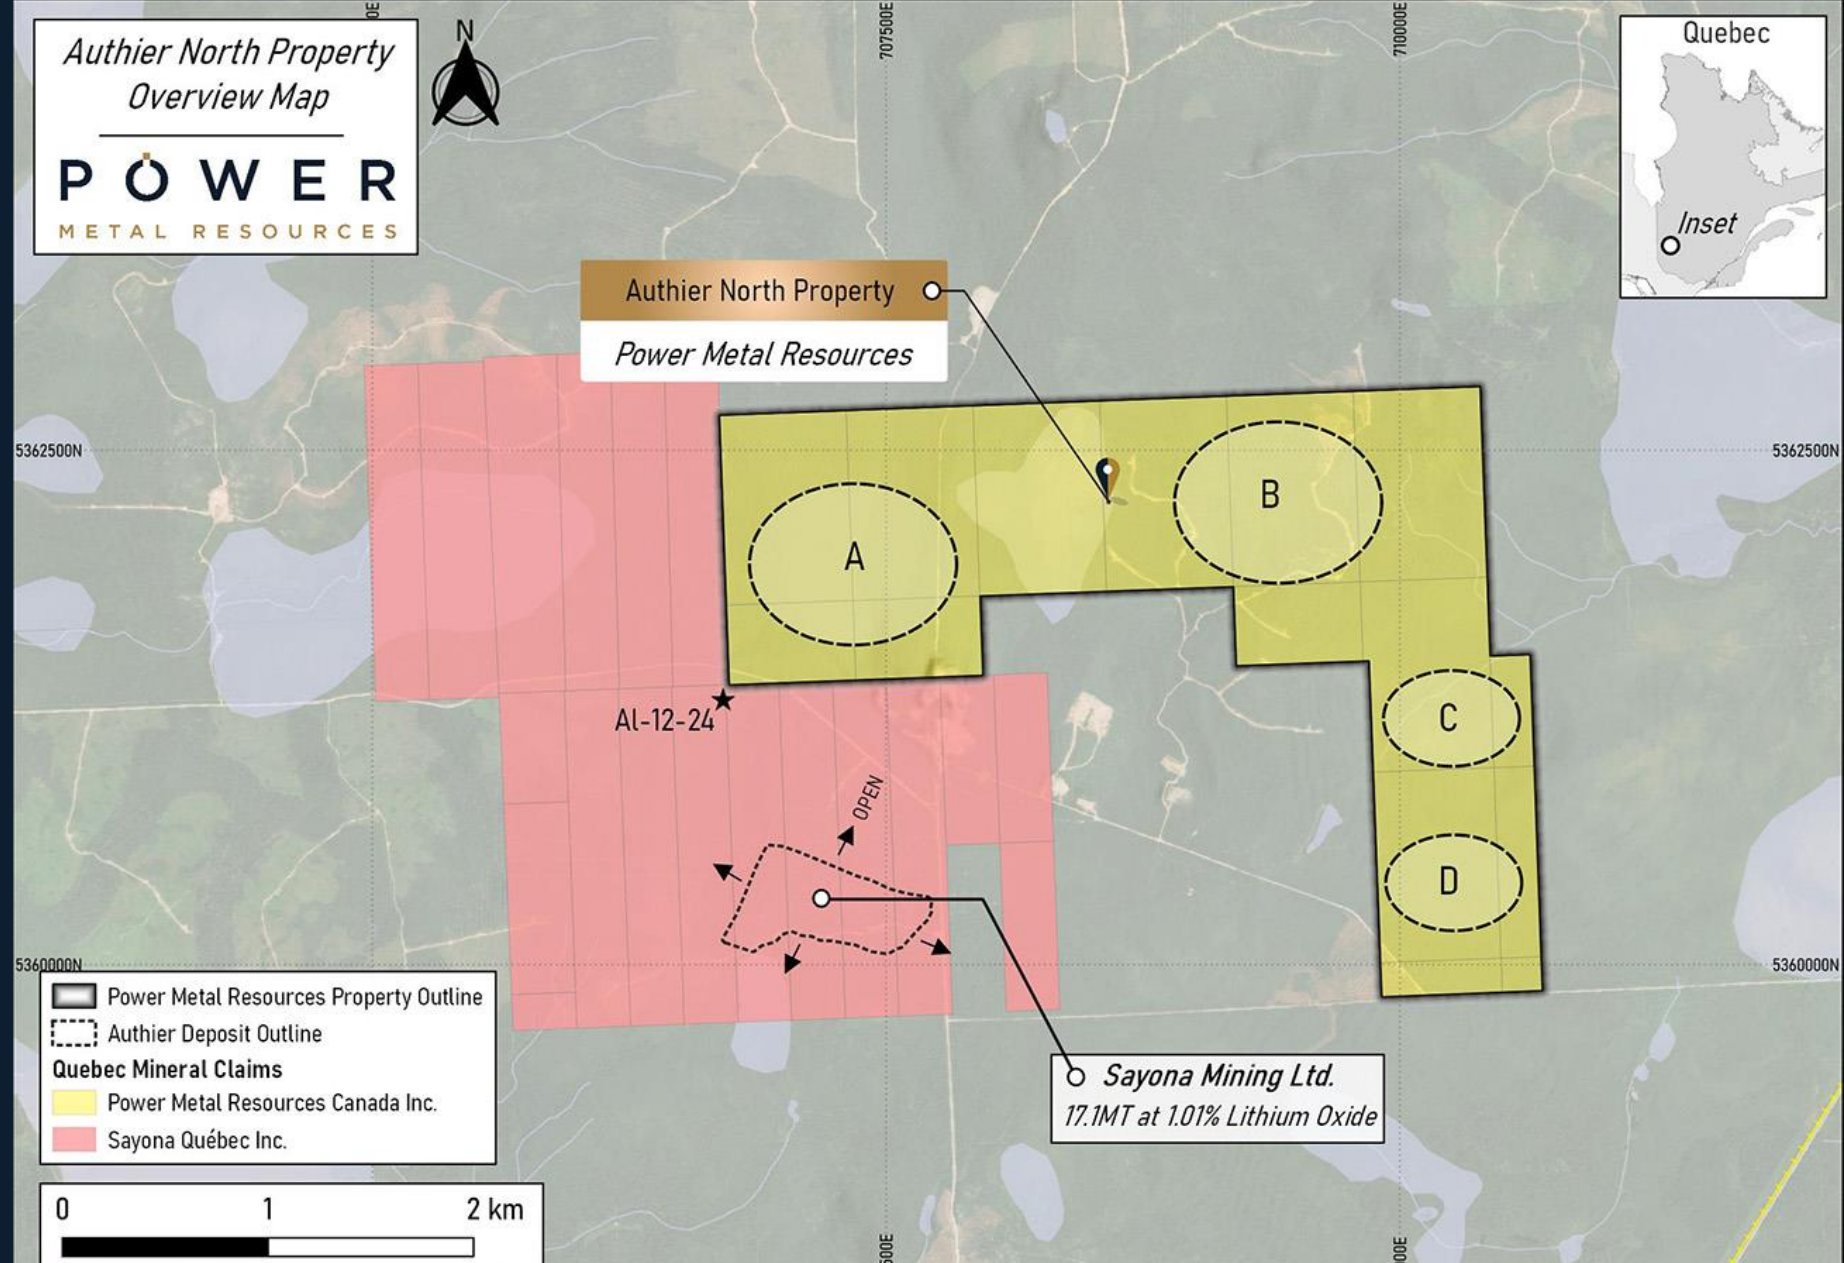 Authier North Property
Overview Map
POWER
METAL RESOURCES
N
707500E
710000E
Quebec
Inset
Authier North Property
Power Metal Resources
5362500N
5362500N
A
B
C
D
Al-12-24
OPEN
5360000N
5360000N
Power Metal Resources Property Outline
Authier Deposit Outline
Quebec Mineral Claims
Power Metal Resources Canada Inc.
Sayona Québec Inc.
Sayona Mining Ltd.
17.1MT at 1.01% Lithium Oxide
0 1 2 km